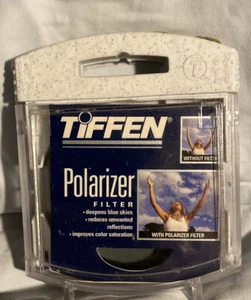 TIFFEN
WITHOUT FILTER
Polarizer
FILTER
• deepens blue skies
• reduces unwanted
reflections
• improves color saturation
WITH POLARIZER FILTER